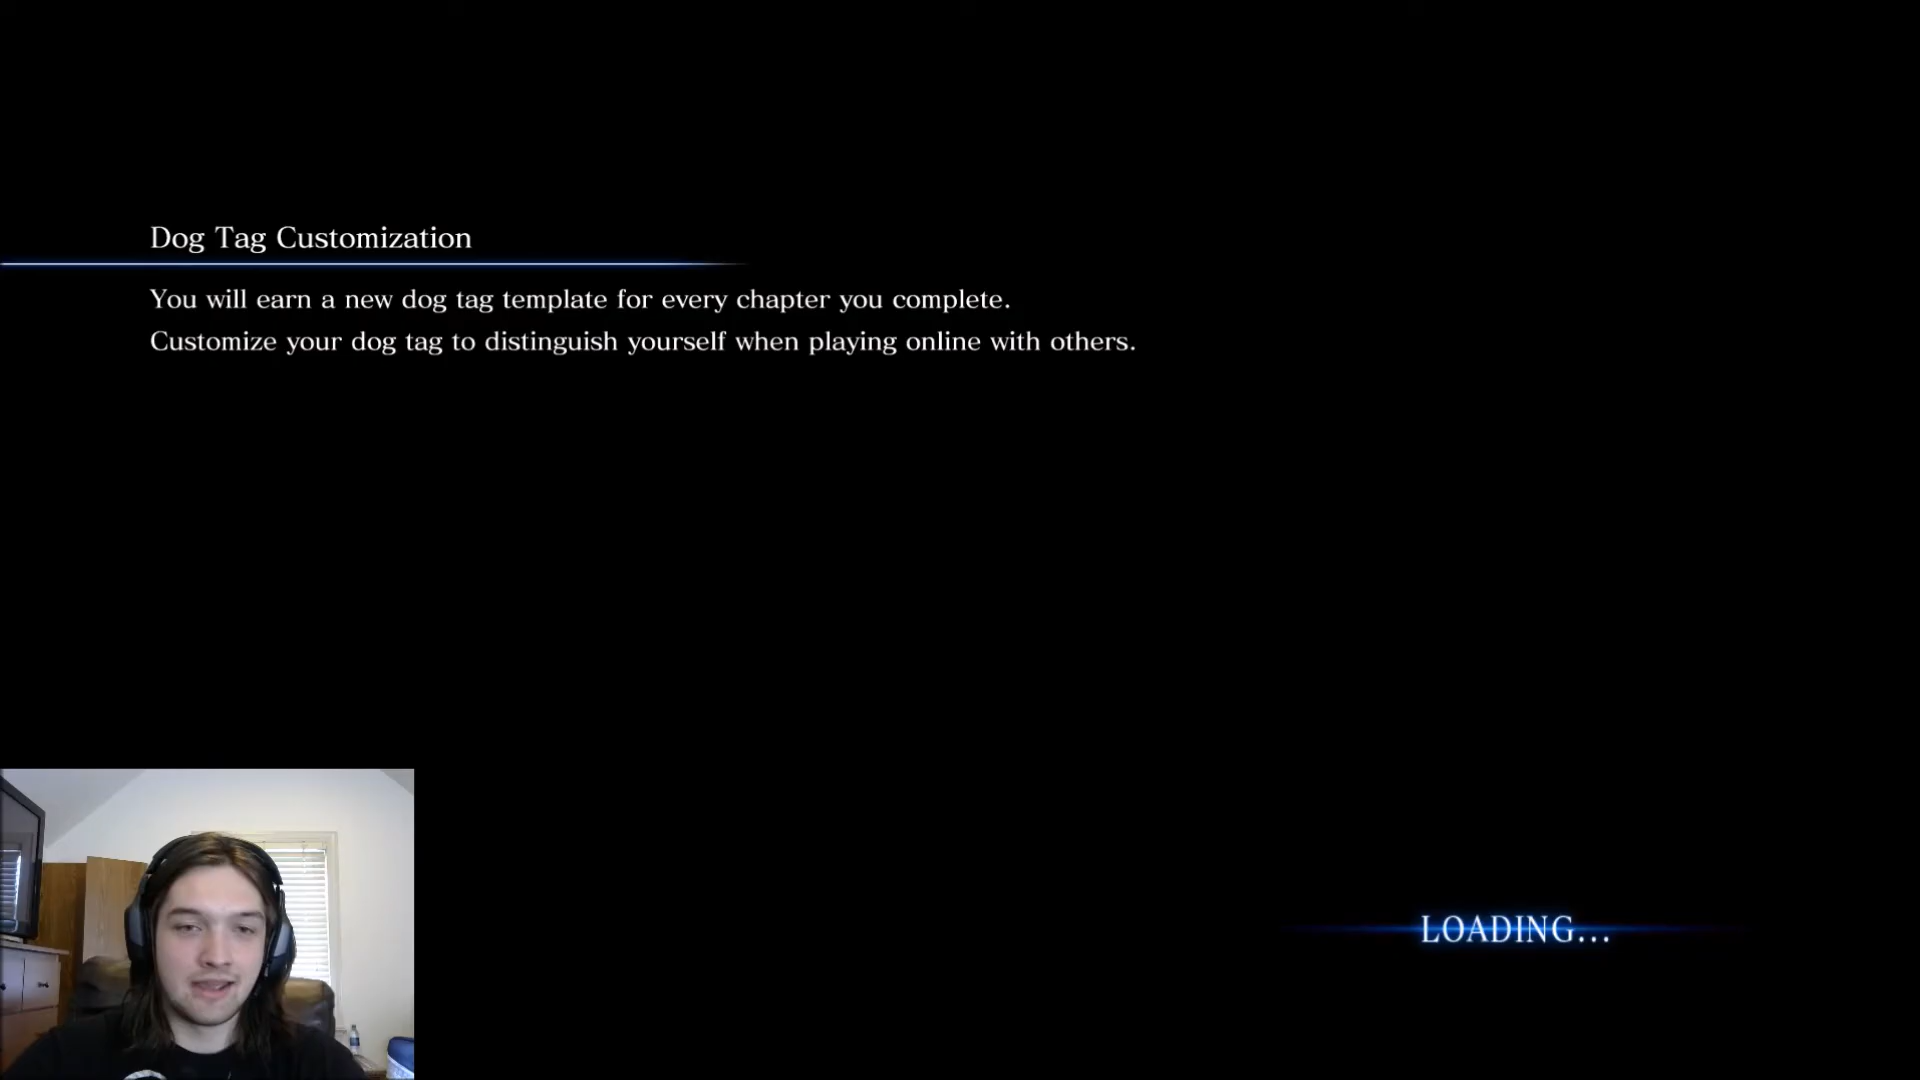 Dog Tag Customization
You will earn a new dog tag template for every chapter you complete.
Customize your dog tag to distinguish yourself when playing online with others.
LOADING...